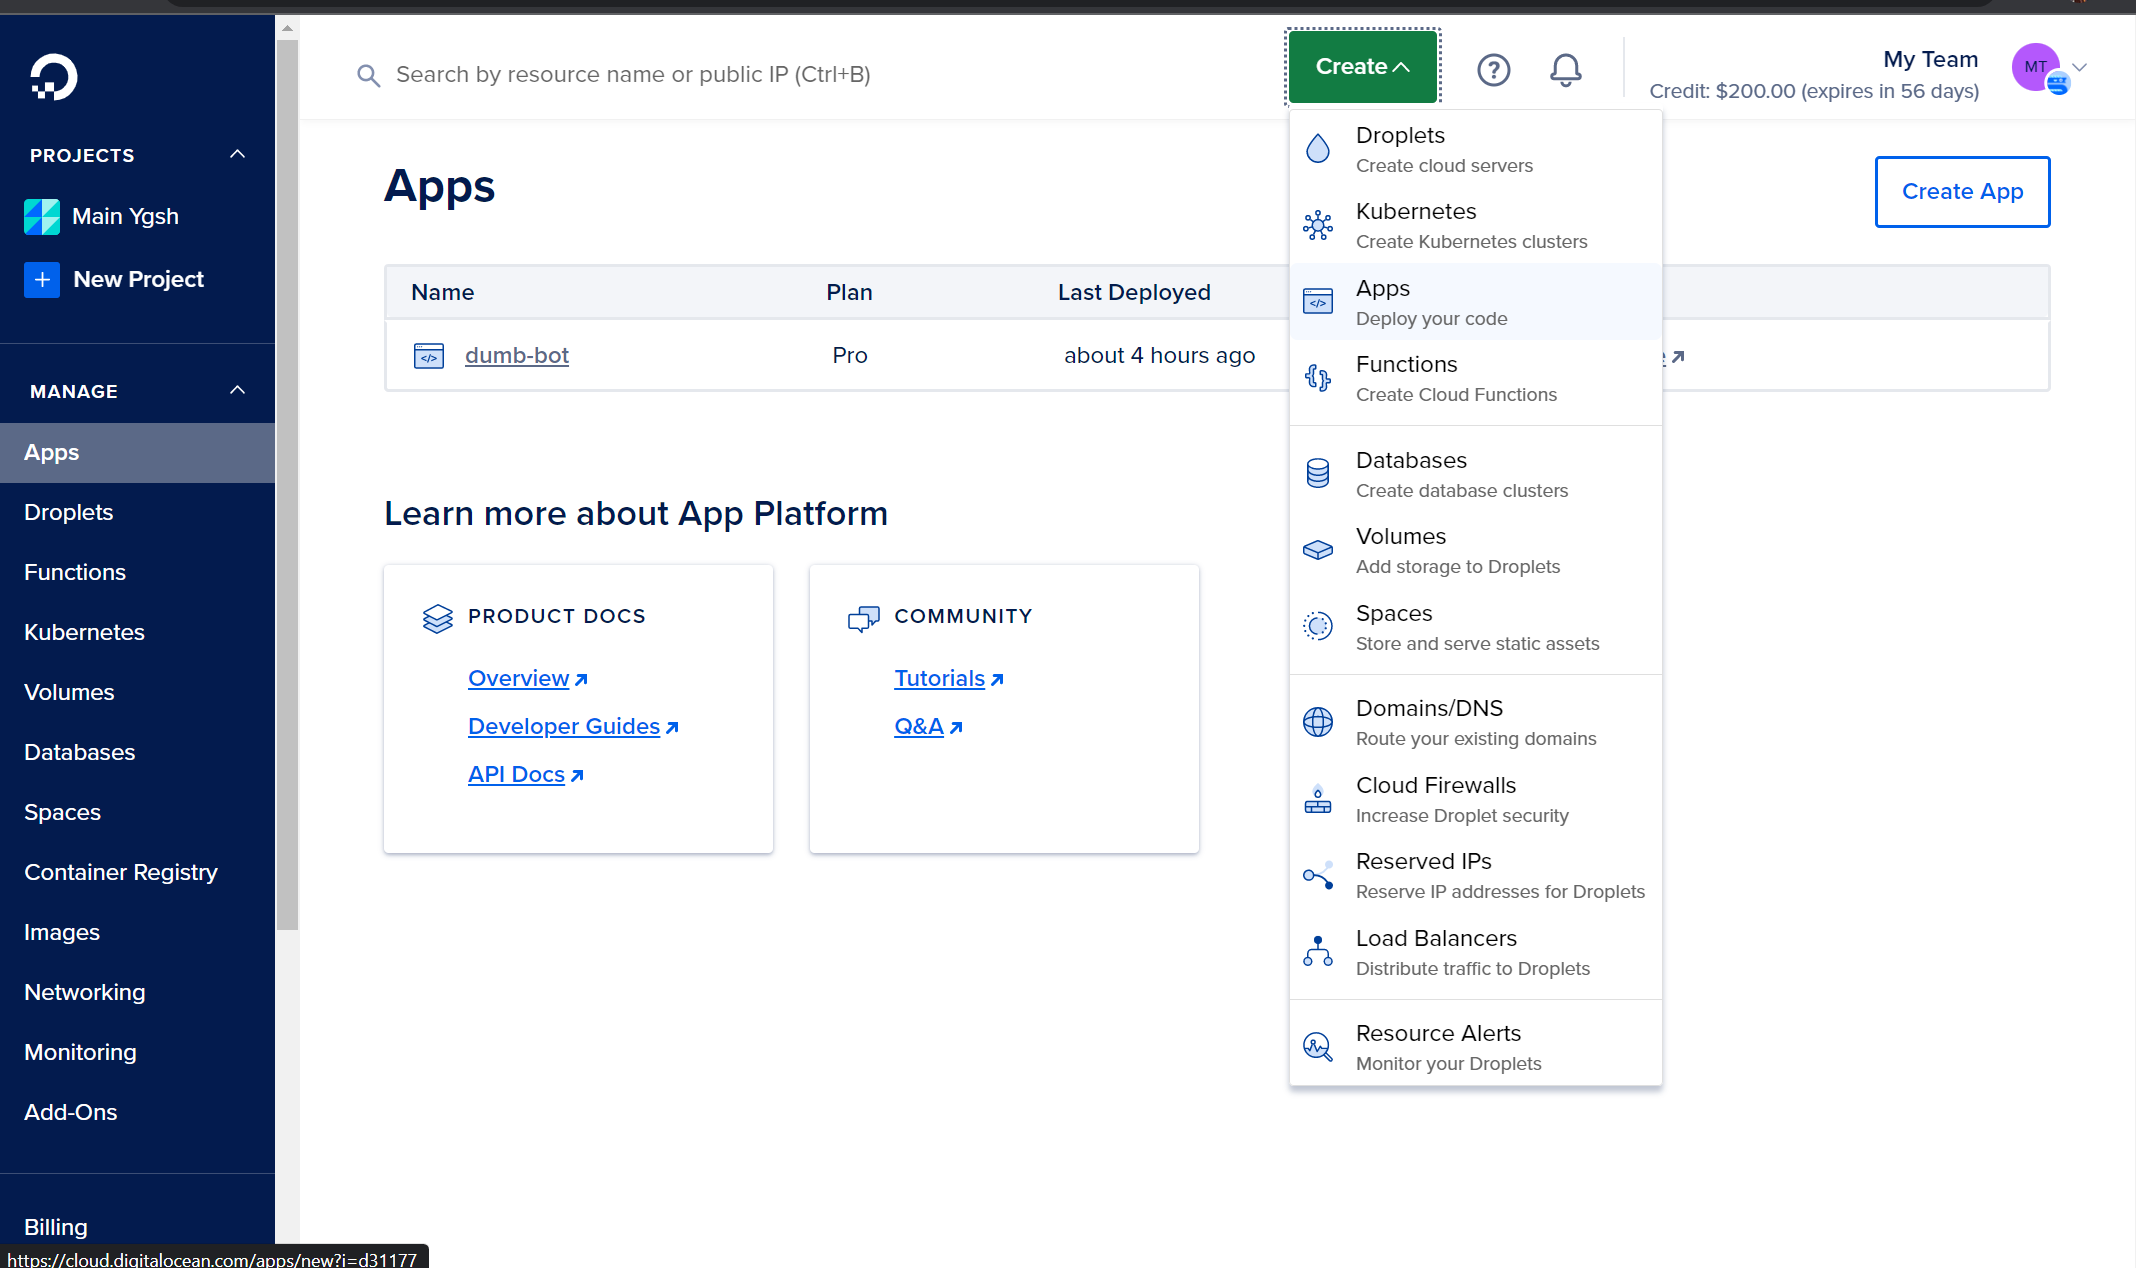 Search by resource name or public IP (Ctrl+B)
Create
My Team
Credit: $200.00 (expires in 56 days)
MT
PROJECTS
Main Ygsh
+ New Project
MANAGE
Apps
Droplets
Functions
Kubernetes
Volumes
Databases
Spaces
Container Registry
Images
Networking
Monitoring
Add-Ons
Billing
https://cloud.digitalocean.com/apps/new?i=d31177
Apps
Create App
Name Plan Last Deployed
dumb-bot Pro about 4 hours ago
Learn more about App Platform
PRODUCT DOCS
Overview
Developer Guides
API Docs
COMMUNITY
Tutorials
Q&A
Droplets
Create cloud servers
Kubernetes
Create Kubernetes clusters
Apps
Deploy your code
Functions
Create Cloud Functions
Databases
Create database clusters
Volumes
Add storage to Droplets
Spaces
Store and serve static assets
Domains/DNS
Route your existing domains
Cloud Firewalls
Increase Droplet security
Reserved IPs
Reserve IP addresses for Droplets
Load Balancers
Distribute traffic to Droplets
Resource Alerts
Monitor your Droplets